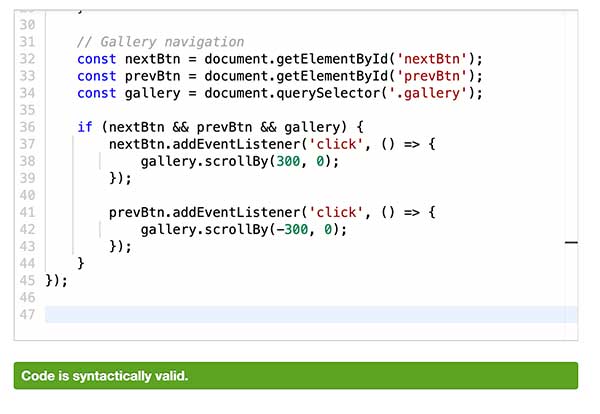 30
31 // Gallery navigation
32 const nextBtn = document.getElementById('nextBtn');
33 const prevBtn = document.getElementById('prevBtn');
34 const gallery = document.querySelector('.gallery');
35
36 if (nextBtn && prevBtn && gallery) {
37 nextBtn.addEventListener('click', () => {
38 gallery.scrollBy(300, 0);
39 });
40
41 prevBtn.addEventListener('click', () => {
42 gallery.scrollBy(-300, 0);
43 });
44 }
45 });
46
47
Code is syntactically valid.